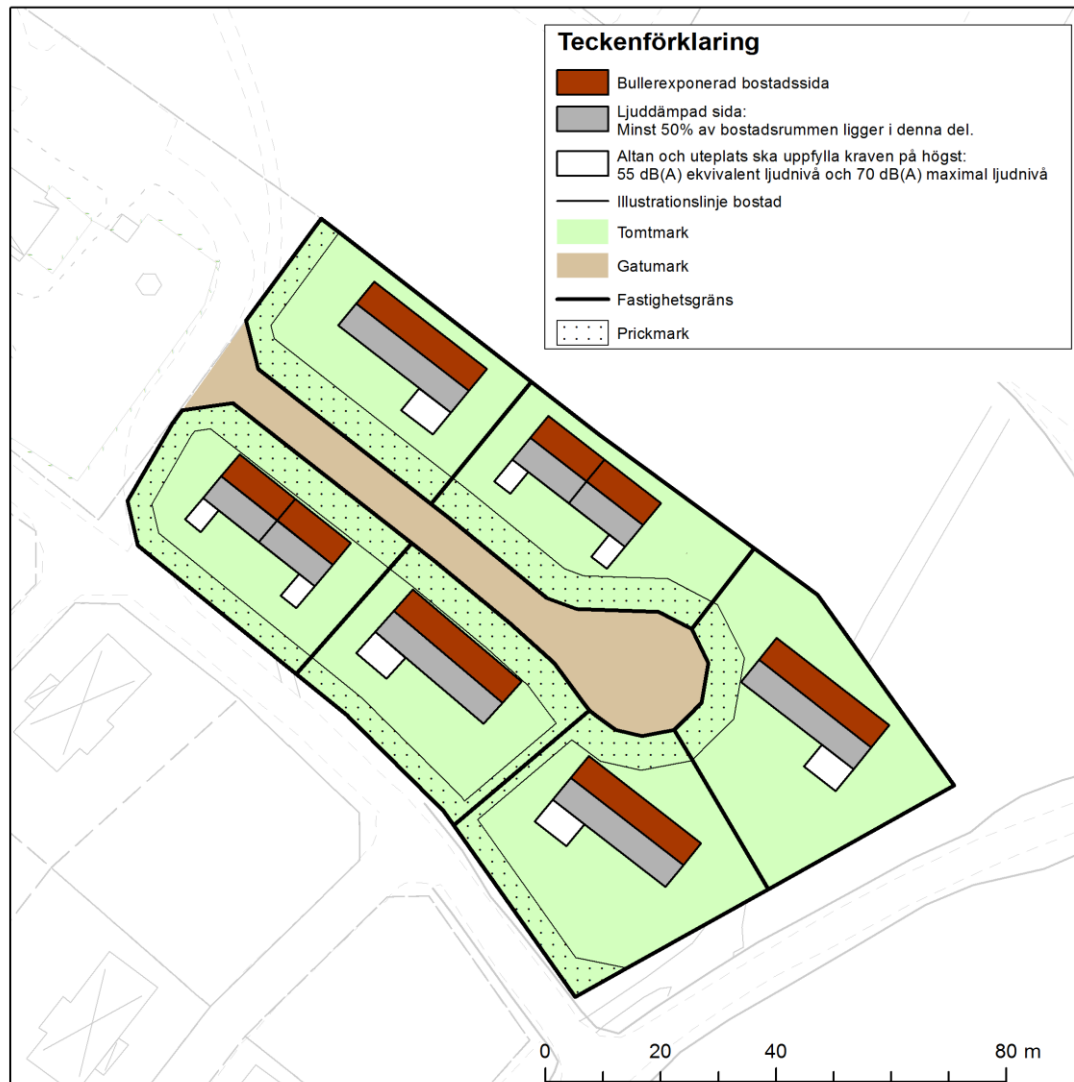 Teckenförklaring
Bullerexponerad bostadssida
Ljuddämpad sida:
Minst 50% av bostadsrummen ligger i denna del.
Altan och uteplats ska uppfylla kraven på högst:
55 dB(A) ekvivalent ljudnivå och 70 dB(A) maximal ljudnivå
Illustrationslinje bostad
Tomtmark
Gatumark
Fastighetsgräns
Prickmark
0 20 40 80 m